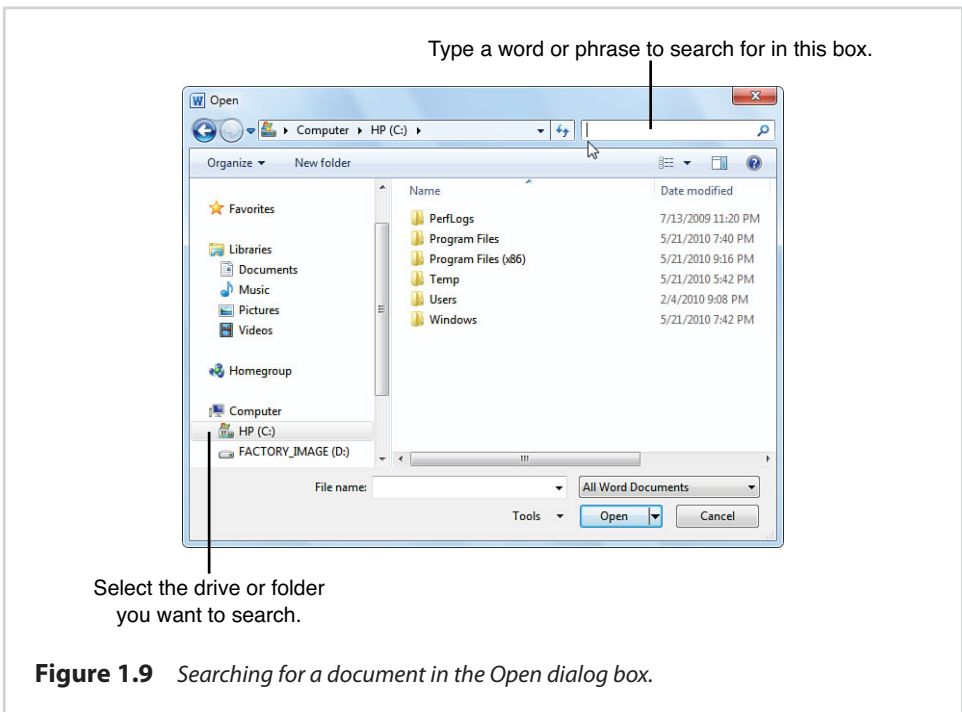 Type a word or phrase to search for in this box.
W Open
Computer HP (C:)
Organize New folder
Name Date modified
Favorites
PerfLogs 7/13/2009 11:20 PM
Program Files 5/21/2010 7:40 PM
Libraries
Program Files (x86) 5/21/2010 9:16 PM
Documents
Temp 5/21/2010 5:42 PM
Music
Users 2/4/2010 9:08 PM
Pictures
Windows 5/21/2010 7:42 PM
Videos
Homegroup
Computer
HP (C:)
FACTORY_IMAGE (D:)
File name: All Word Documents
Tools Open Cancel
Select the drive or folder
you want to search.
Figure 1.9 Searching for a document in the Open dialog box.